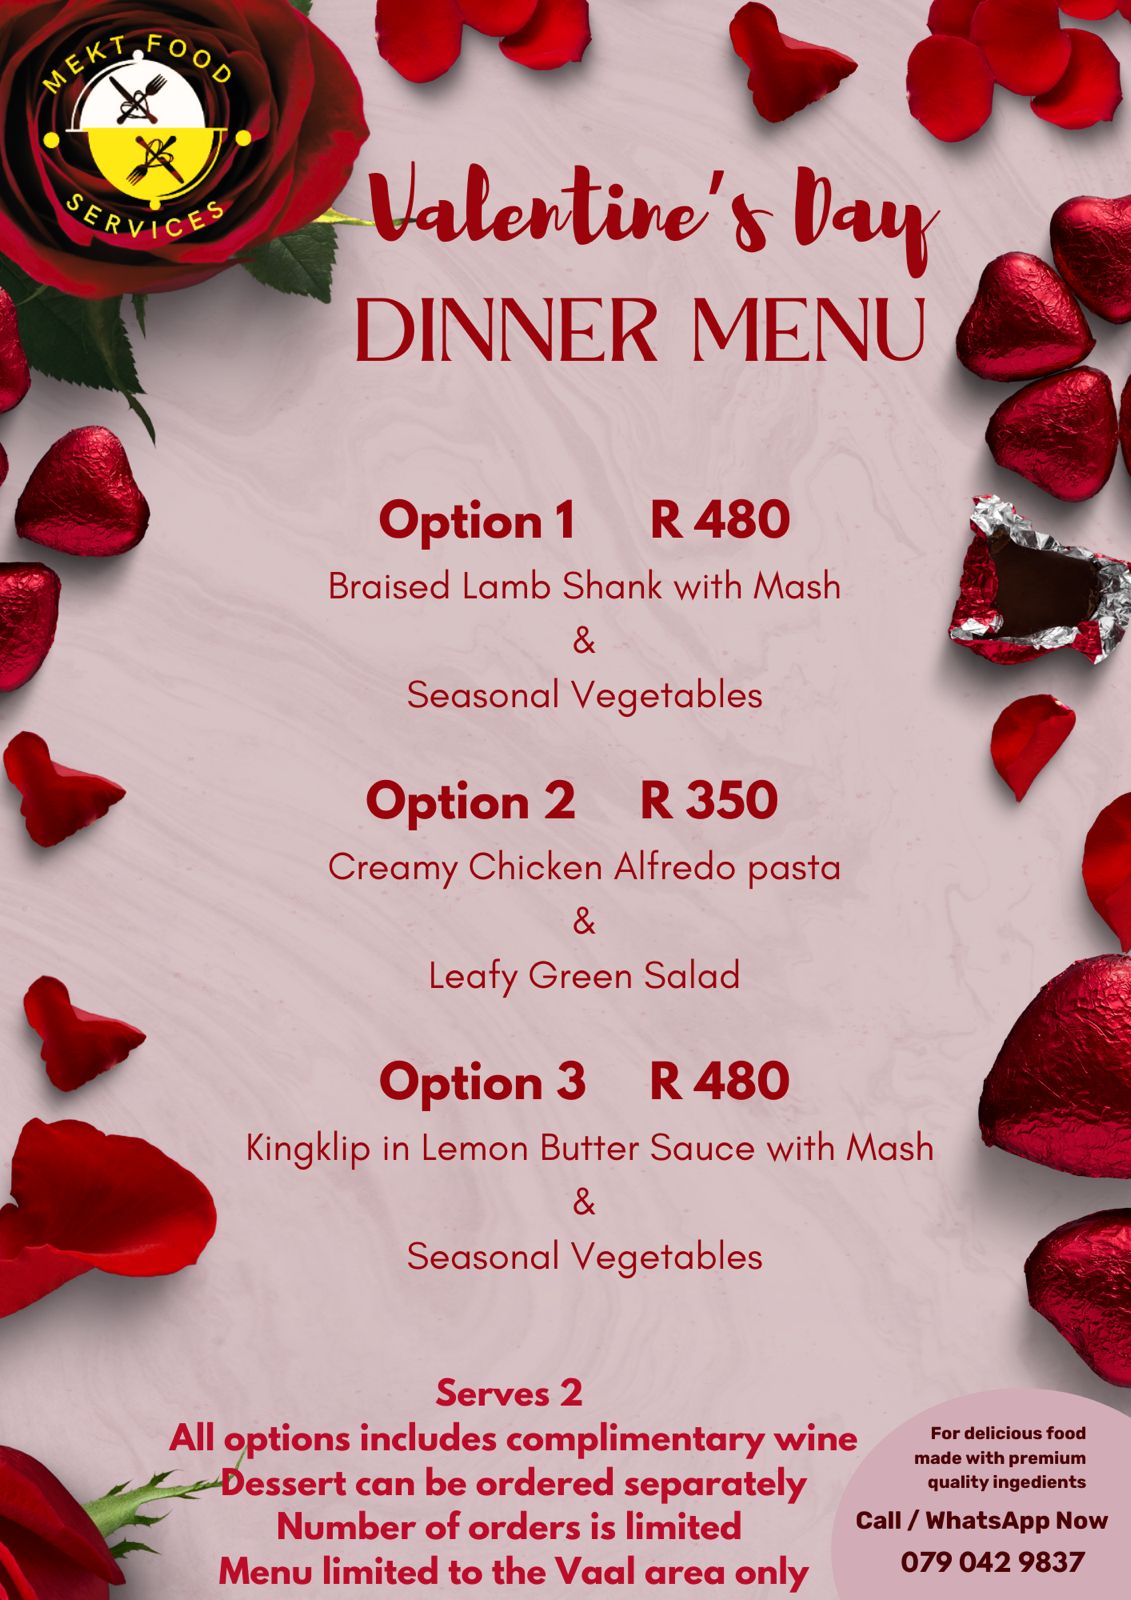 MEKT FOOD
SERVICES
Valentine's Day
DINNER MENU
Option 1 R 480
Braised Lamb Shank with Mash
&
Seasonal Vegetables
Option 2 R 350
Creamy Chicken Alfredo pasta
&
Leafy Green Salad
Option 3 R 480
Kingklip in Lemon Butter Sauce with Mash
&
Seasonal Vegetables
Serves 2
All options includes complimentary wine
Dessert can be ordered separately
Number of orders is limited
Menu limited to the Vaal area only
For delicious food
made with premium
quality ingedients
Call / WhatsApp Now
079 042 9837